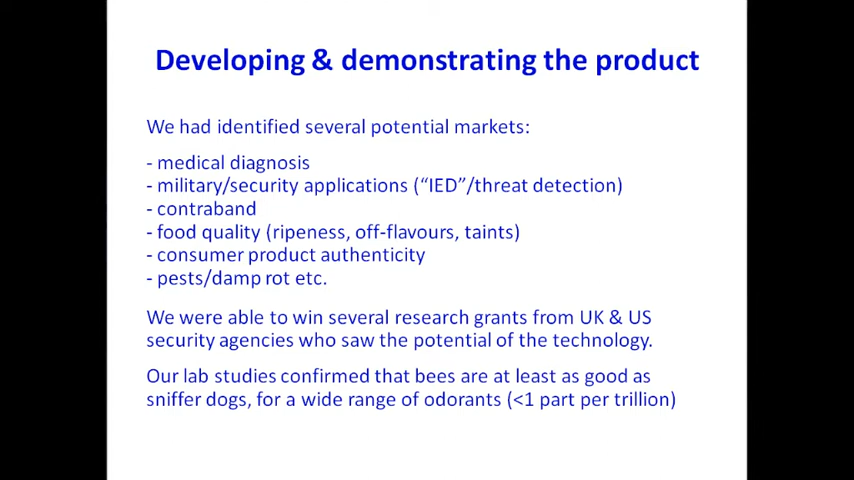 Developing & demonstrating the product
We had identified several potential markets:
- medical diagnosis
- military/security applications (“IED”/threat detection)
- contraband
- food quality (ripeness, off-flavours, taints)
- consumer product authenticity
- pests/damp rot etc.
We were able to win several research grants from UK & US
security agencies who saw the potential of the technology.
Our lab studies confirmed that bees are at least as good as
sniffer dogs, for a wide range of odorants (<1 part per trillion)